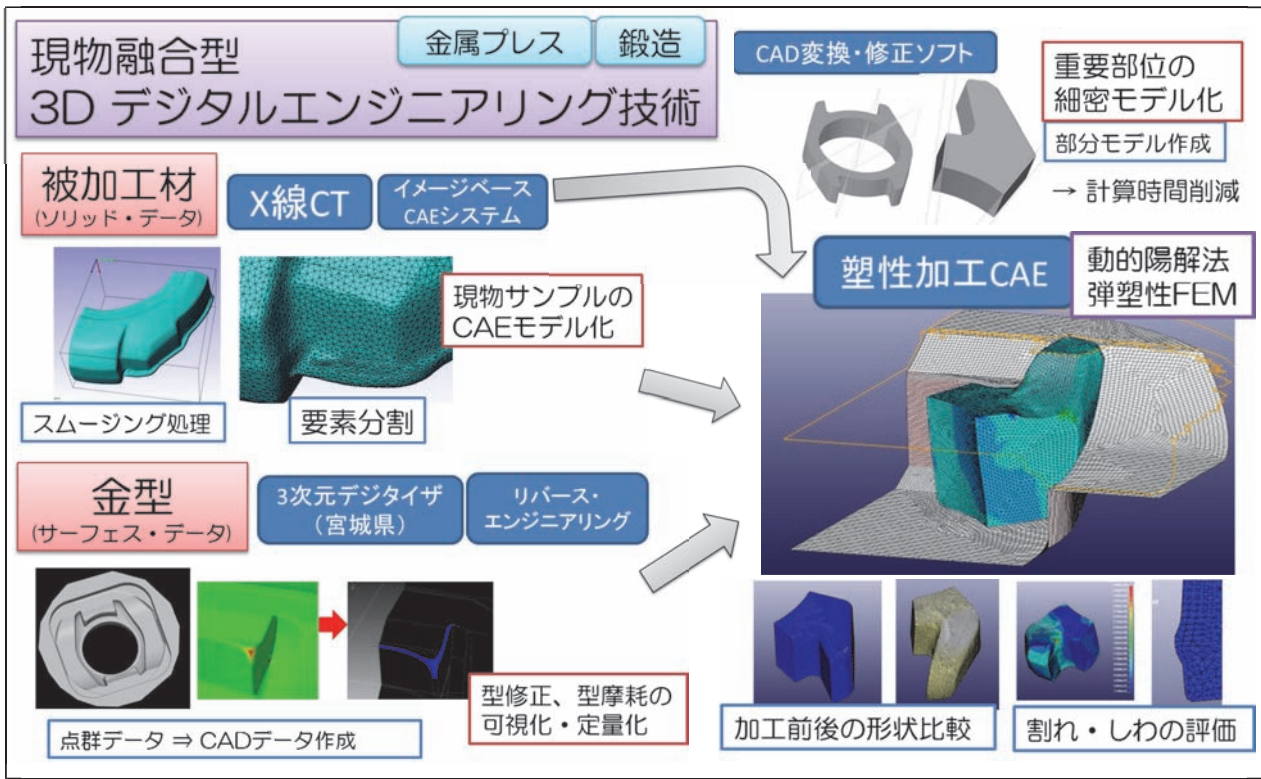 現物融合型
3D デジタルエンジニアリング技術
金属プレス
鍛造
CAD変換・修正ソフト
重要部位の
細密モデル化
部分モデル作成
→ 計算時間削減
被加工材
(ソリッド・データ)
X線CT
イメージベース
CAEシステム
塑性加工CAE
動的陽解法
弾塑性FEM
現物サンプルの
CAEモデル化
スムージング処理
要素分割
金型
(サーフェス・データ)
3次元デジタイザ
(宮城県)
リバース・
エンジニアリング
型修正、型摩耗の
可視化・定量化
点群データ ⇒ CADデータ作成
加工前後の形状比較
割れ・しわの評価